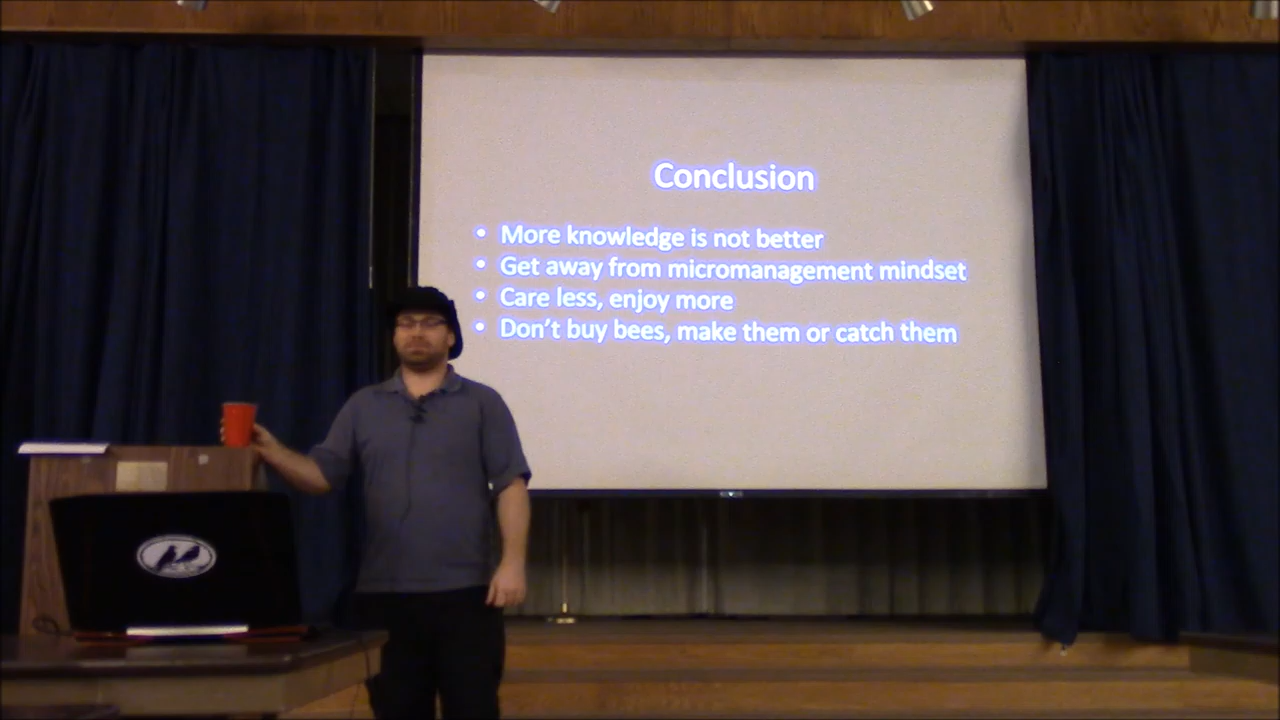 Conclusion
• More knowledge is not better
• Get away from micromanagement mindset
• Care less, enjoy more
• Don't buy bees, make them or catch them